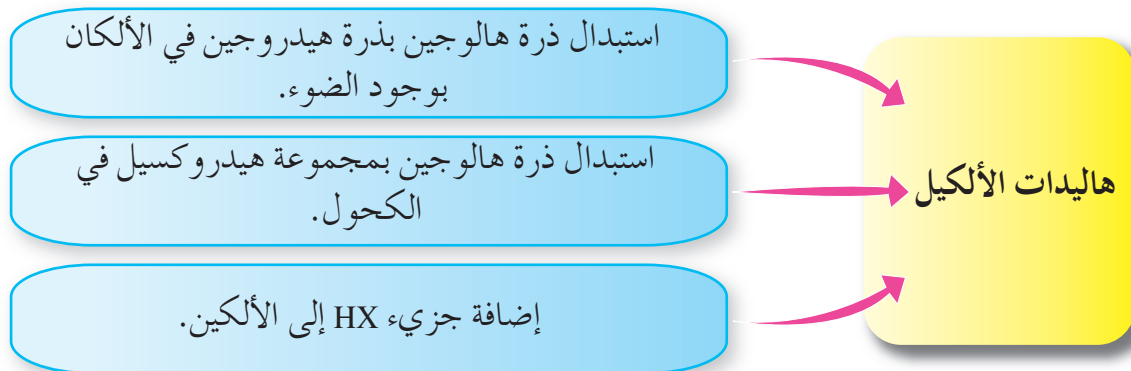 استبدال ذرة هالوجين بذرة هيدروجين في الألكان
بوجود الضوء.
استبدال ذرة هالوجين بمجموعة هيدروكسيل في
الكحول.
إضافة جزيء HX إلى الألكين.
هاليدات الألكيل